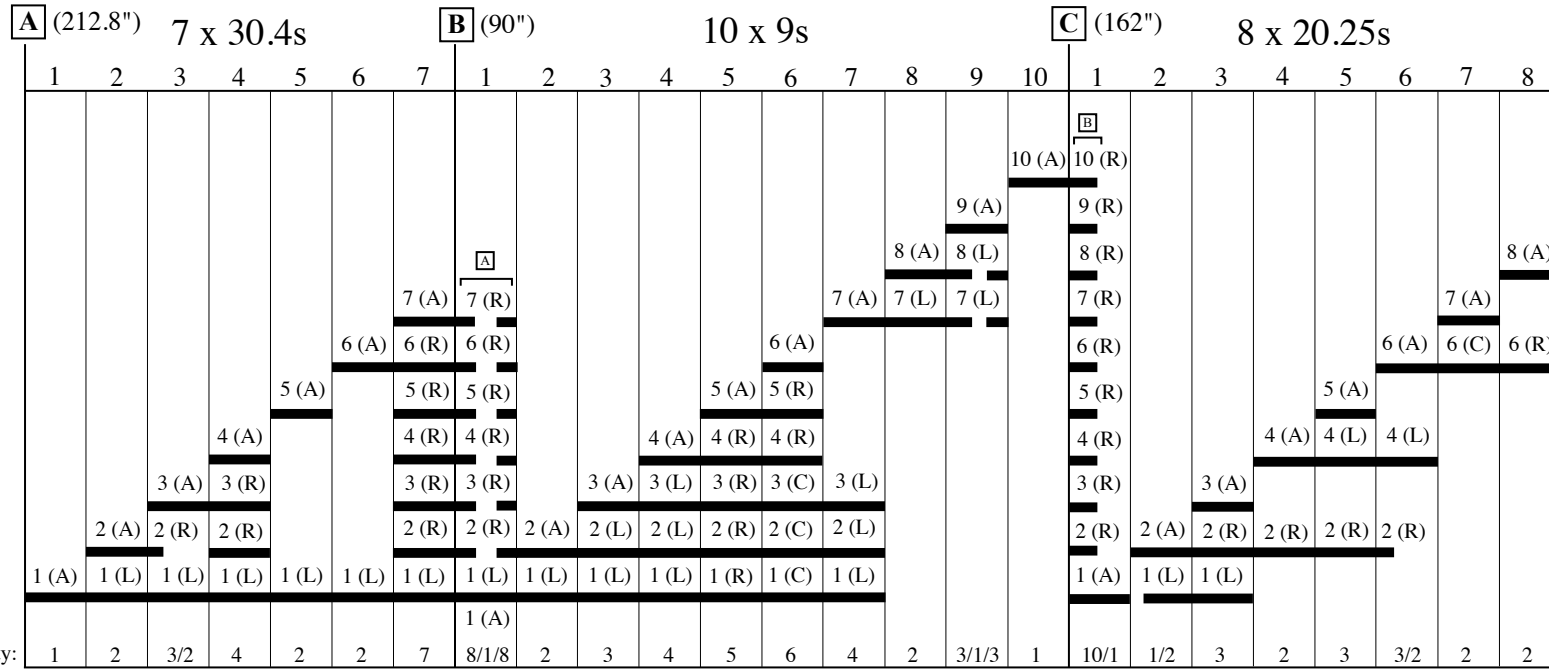 A (212.8") 7 x 30.4s B (90") 10 x 9s C (162") 8 x 20.25s
1 2 3 4 5 6 7 1 2 3 4 5 6 7 8 9 10 1 2 3 4 5 6 7 8
B
10 (A) 10 (R)
9 (A) 9 (R)
A 8 (A) 8 (L) 8 (R) 8 (A)
7 (A) 7 (R) 7 (A) 7 (L) 7 (L) 7 (R) 7 (A)
6 (A) 6 (R) 6 (R) 6 (A) 6 (R) 6 (A) 6 (C) 6 (R)
5 (A) 5 (R) 5 (R) 5 (A) 5 (R) 5 (R) 5 (A)
4 (A) 4 (R) 4 (R) 4 (A) 4 (R) 4 (R) 4 (R) 4 (A) 4 (L) 4 (L)
3 (A) 3 (R) 3 (R) 3 (R) 3 (A) 3 (L) 3 (R) 3 (C) 3 (L) 3 (R) 3 (A)
2 (A) 2 (R) 2 (R) 2 (R) 2 (R) 2 (A) 2 (L) 2 (L) 2 (R) 2 (C) 2 (L) 2 (R) 2 (A) 2 (R) 2 (R) 2 (R) 2 (R)
1 (A) 1 (L) 1 (L) 1 (L) 1 (L) 1 (L) 1 (L) 1 (L) 1 (L) 1 (L) 1 (L) 1 (R) 1 (C) 1 (L) 1 (A) 1 (L) 1 (L)
1 (A)
y: 1 2 3/2 4 2 2 7 8/1/8 2 3 4 5 6 4 2 3/1/3 1 10/1 1/2 3 2 3 3/2 2 2